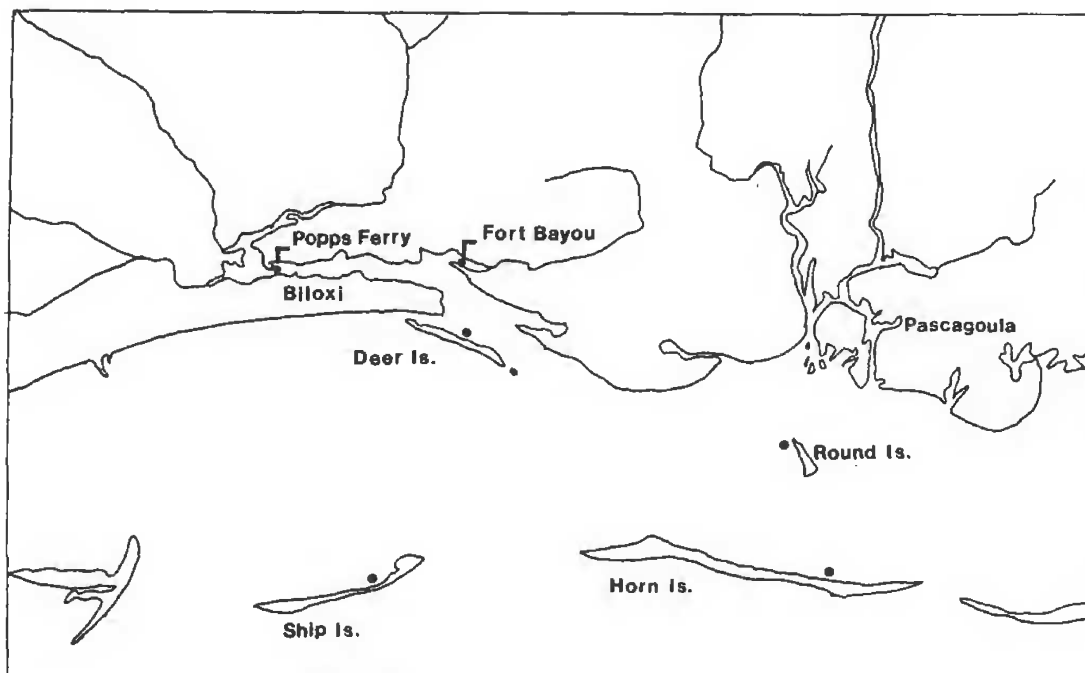 Popps Ferry
Fort Bayou
Biloxi
Pascagoula
Deer Is.
Round Is.
Horn Is.
Ship Is.